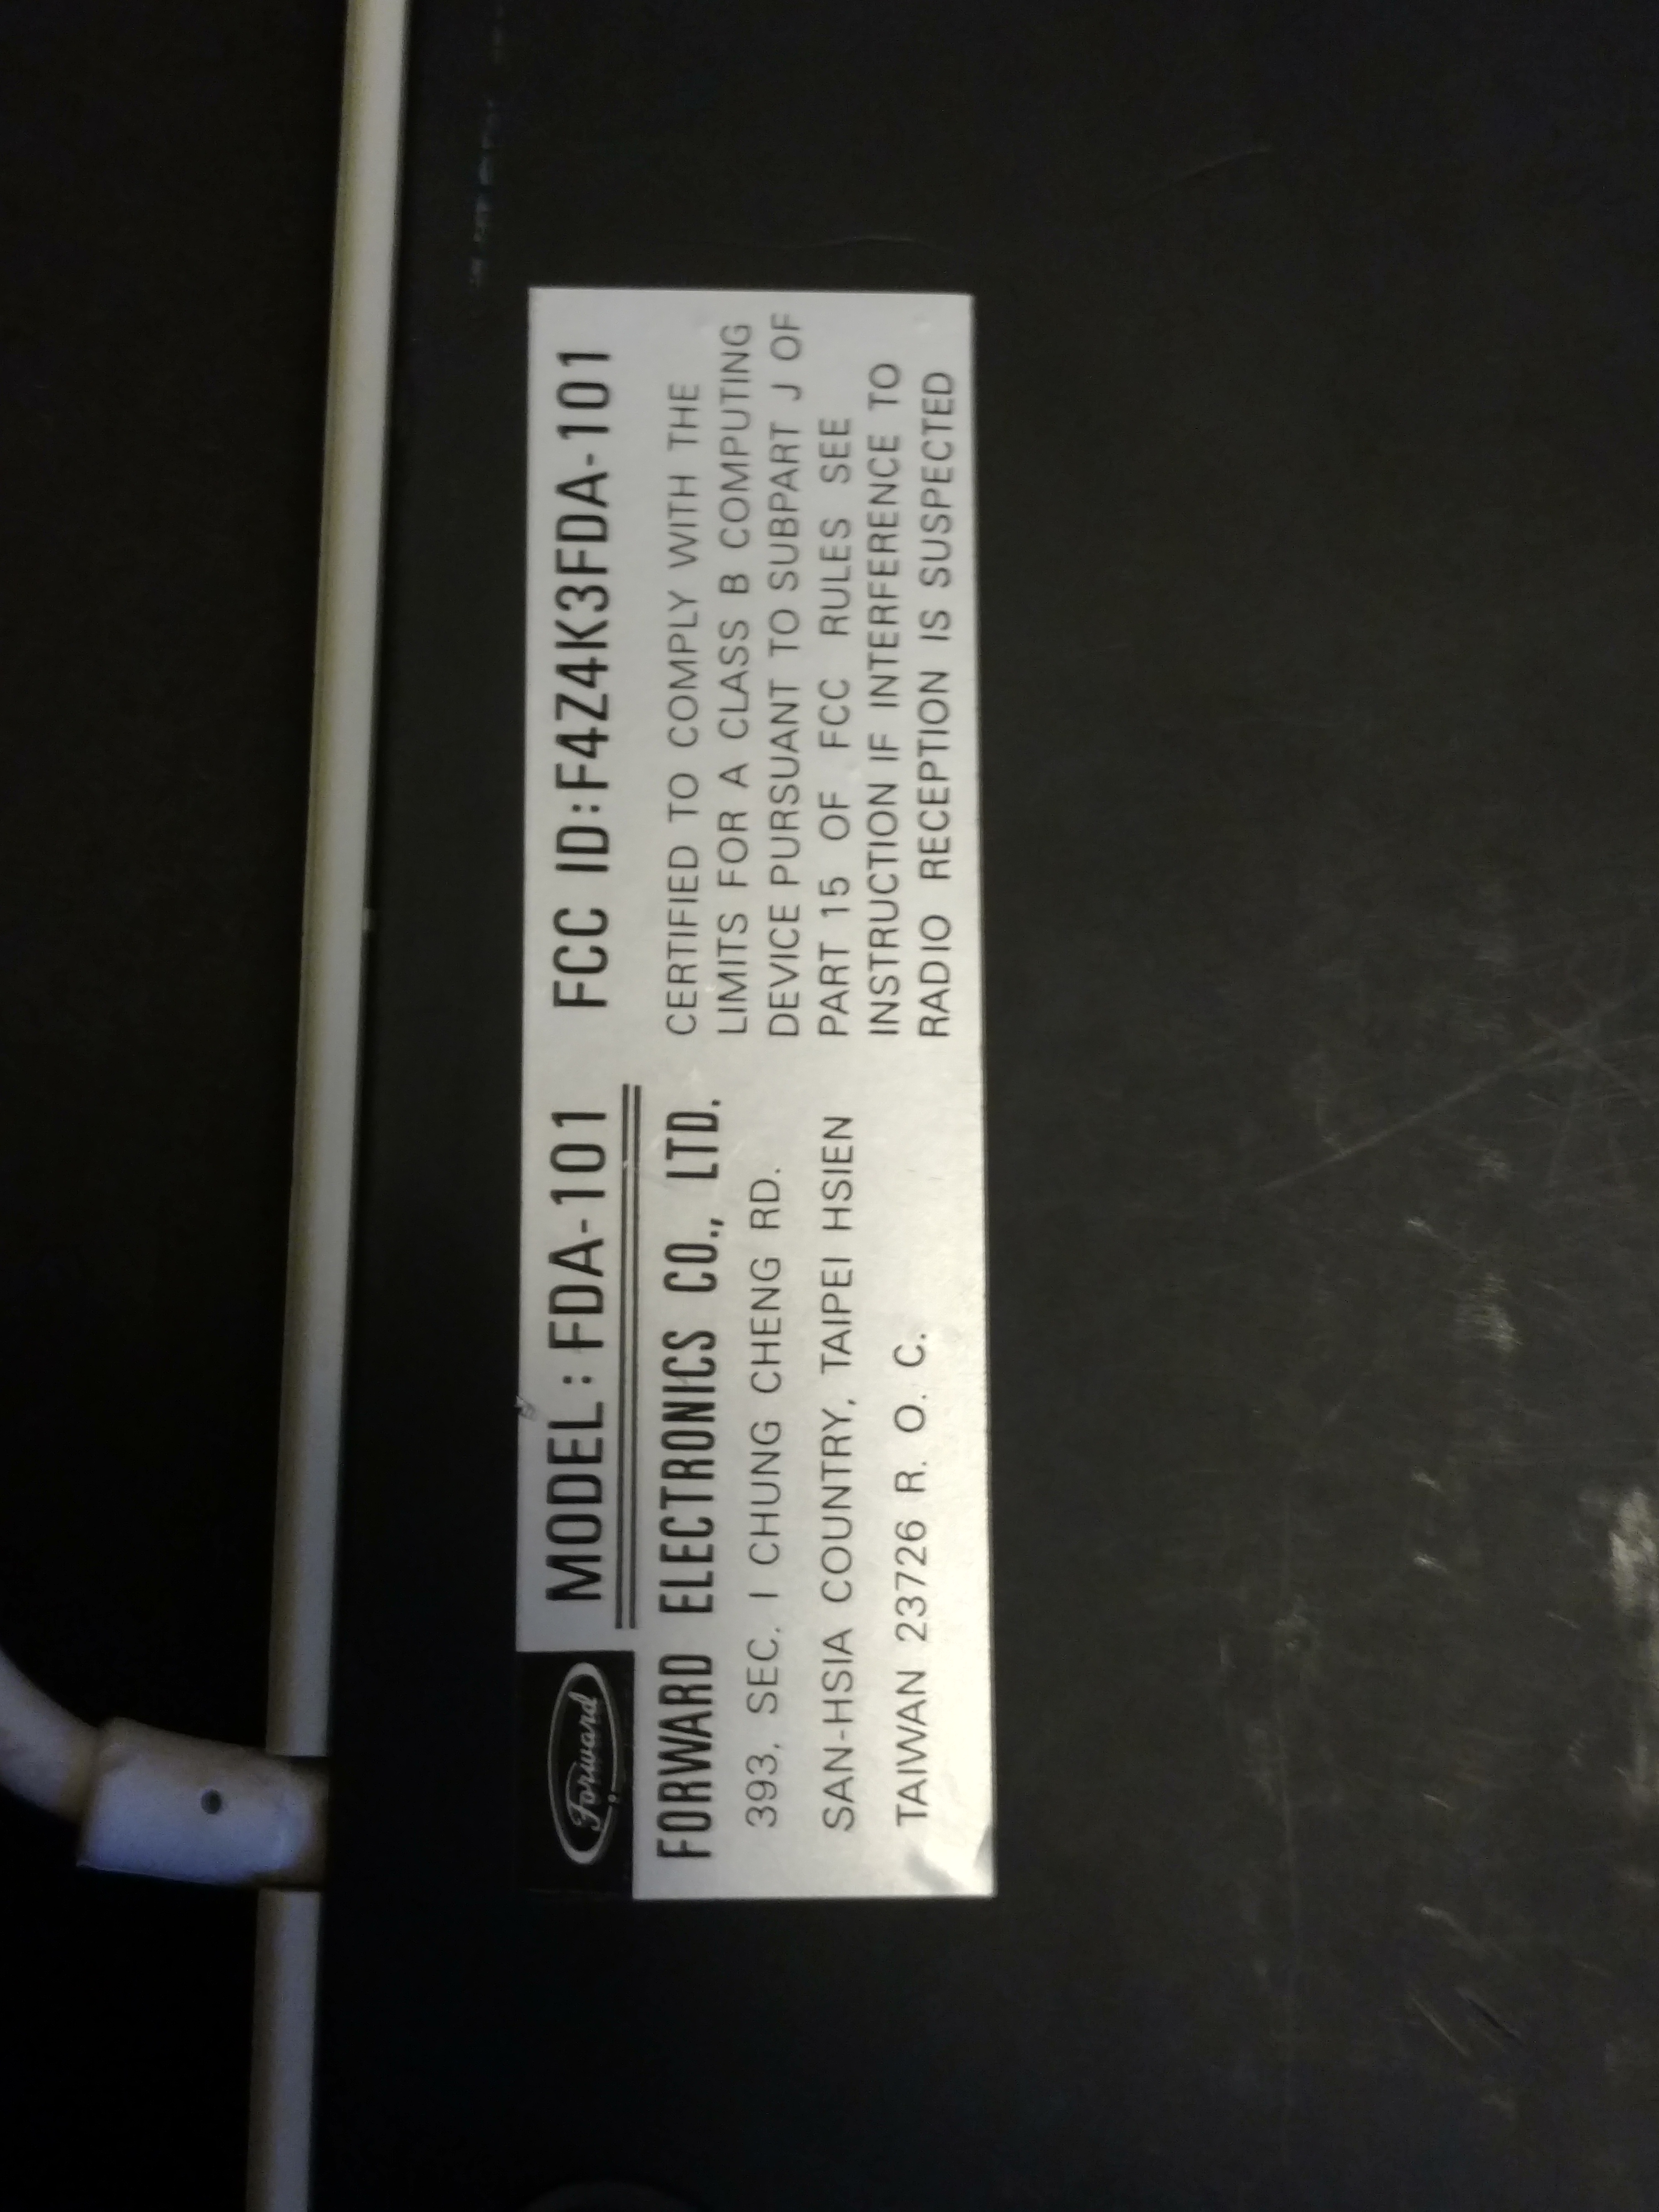 Forward
MODEL : FDA-101 FCC ID:F4Z4K3FDA-101
FORWARD ELECTRONICS CO., LTD.
393, SEC. I CHUNG CHENG RD.
SAN-HSIA COUNTRY, TAIPEI HSIEN
TAIWAN 23726 R. O. C.
CERTIFIED TO COMPLY WITH THE
LIMITS FOR A CLASS B COMPUTING
DEVICE PURSUANT TO SUBPART J OF
PART 15 OF FCC RULES SEE
INSTRUCTION IF INTERFERENCE TO
RADIO RECEPTION IS SUSPECTED